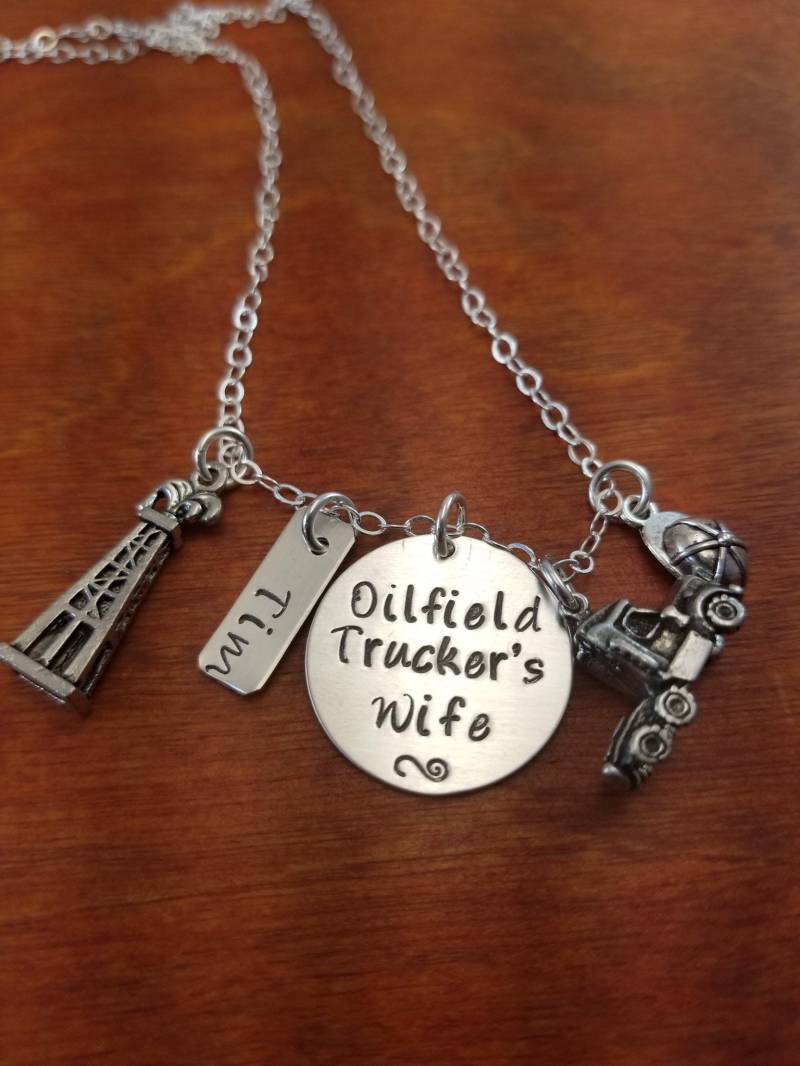 Tim
Oilfield
Trucker's
Wife